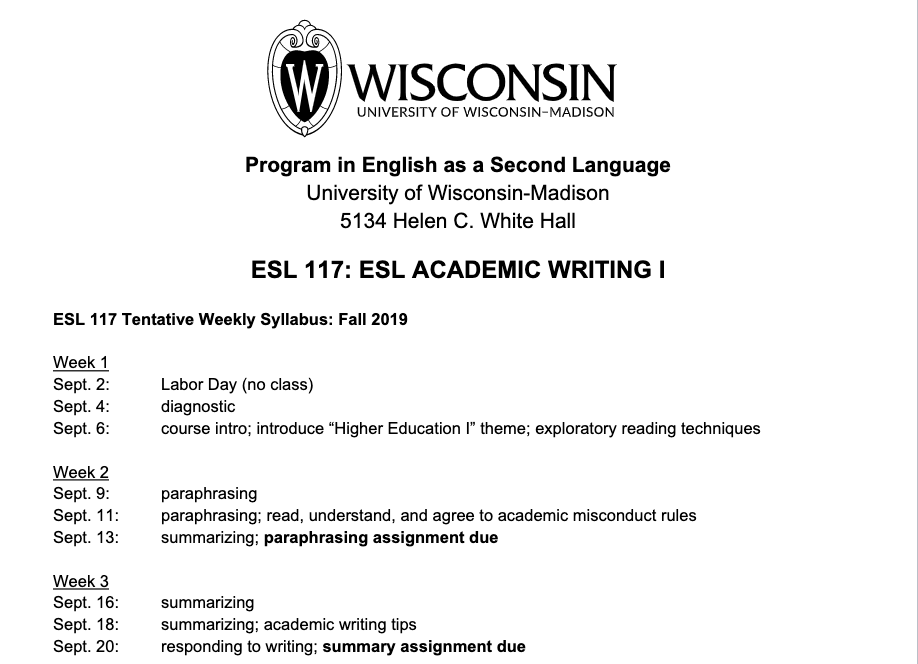 W WISCONSIN
UNIVERSITY OF WISCONSIN–MADISON
Program in English as a Second Language
University of Wisconsin-Madison
5134 Helen C. White Hall
ESL 117: ESL ACADEMIC WRITING I
ESL 117 Tentative Weekly Syllabus: Fall 2019
Week 1
Sept. 2: Labor Day (no class)
Sept. 4: diagnostic
Sept. 6: course intro; introduce “Higher Education I” theme; exploratory reading techniques
Week 2
Sept. 9: paraphrasing
Sept. 11: paraphrasing; read, understand, and agree to academic misconduct rules
Sept. 13: summarizing; paraphrasing assignment due
Week 3
Sept. 16: summarizing
Sept. 18: summarizing; academic writing tips
Sept. 20: responding to writing; summary assignment due